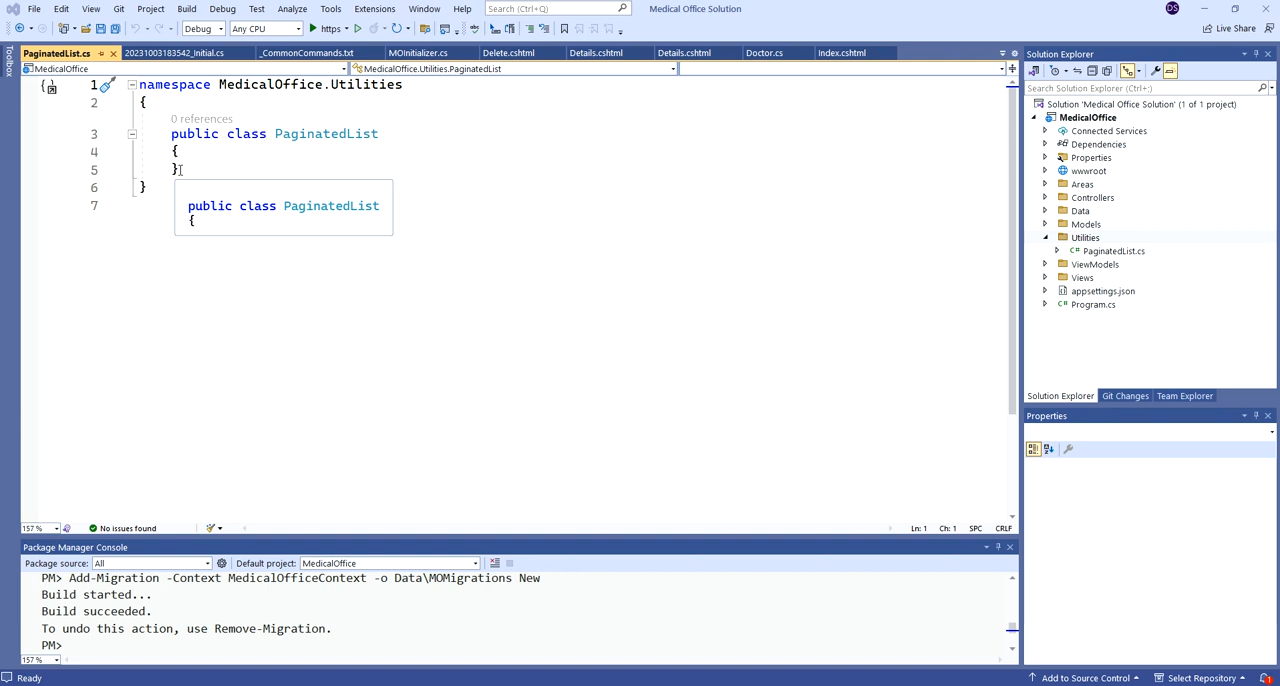 File Edit View Git Project Build Debug Test Analyze Tools Extensions Window Help Search (Ctrl+Q) Medical Office Solution DS
Debug Any CPU https Live Share
Toolbox
PaginatedList.cs 20231003183542_Initial.cs _CommonCommands.txt MOInitializer.cs Delete.cshtml Details.cshtml Details.cshtml Doctor.cs Index.cshtml
MedicalOffice MedicalOffice.Utilities.PaginatedList
1 namespace MedicalOffice.Utilities
2 {
0 references
3 public class PaginatedList
4 {
5 }
6 }
7
public class PaginatedList
{
157 % No issues found Ln: 1 Ch: 1 SPC CRLF
Package Manager Console
Package source: All Default project: MedicalOffice
PM> Add-Migration -Context MedicalOfficeContext -o Data\MOMigrations New
Build started...
Build succeeded.
To undo this action, use Remove-Migration.
PM>
157 %
Solution Explorer
Search Solution Explorer (Ctrl+;)
Solution 'Medical Office Solution' (1 of 1 project)
MedicalOffice
Connected Services
Dependencies
Properties
wwwroot
Areas
Controllers
Data
Models
Utilities
C# PaginatedList.cs
ViewModels
Views
appsettings.json
C# Program.cs
Solution Explorer Git Changes Team Explorer
Properties
Ready Add to Source Control Select Repository 1